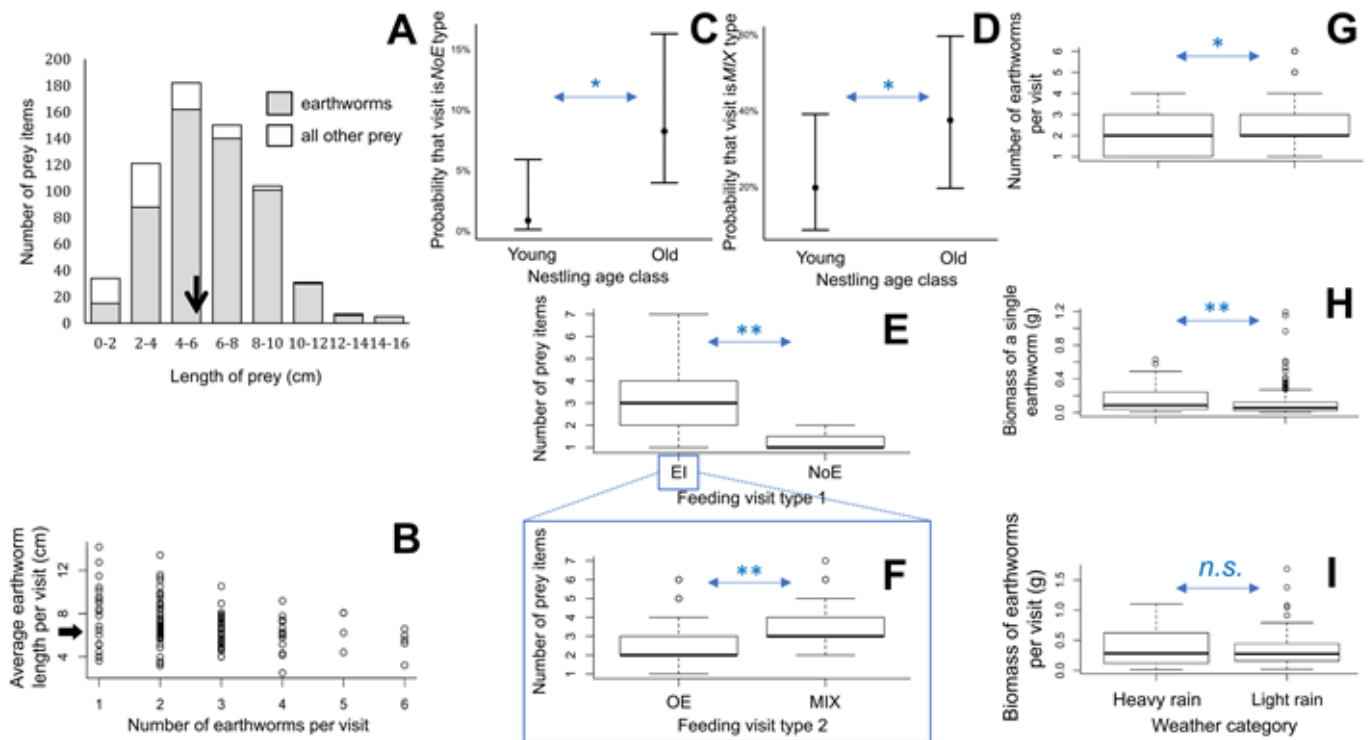 A
Number of prey items
200
180
160
140
120
100
80
60
40
20
0
earthworms
all other prey
0-2 2-4 4-6 6-8 8-10 10-12 12-14 14-16
Length of prey (cm)
B
Average earthworm
length per visit (cm)
12
8
4
1 2 3 4 5 6
Number of earthworms per visit
C
Probability that visit is NoE type
15%
10%
5%
0%
*
Young Old
Nestling age class
D
Probability that visit is MIX type
60%
40%
20%
*
Young Old
Nestling age class
E
Number of prey items
7
6
5
4
3
2
1
**
EI NoE
Feeding visit type 1
F
Number of prey items
7
6
5
4
3
2
1
**
OE MIX
Feeding visit type 2
G
Number of earthworms
per visit
6
5
4
3
2
1
*
H
Biomass of a single
earthworm (g)
1.2
0.8
0.4
0.0
**
I
Biomass of earthworms
per visit (g)
1.5
1.0
0.5
0.0
n.s.
Heavy rain Light rain
Weather category